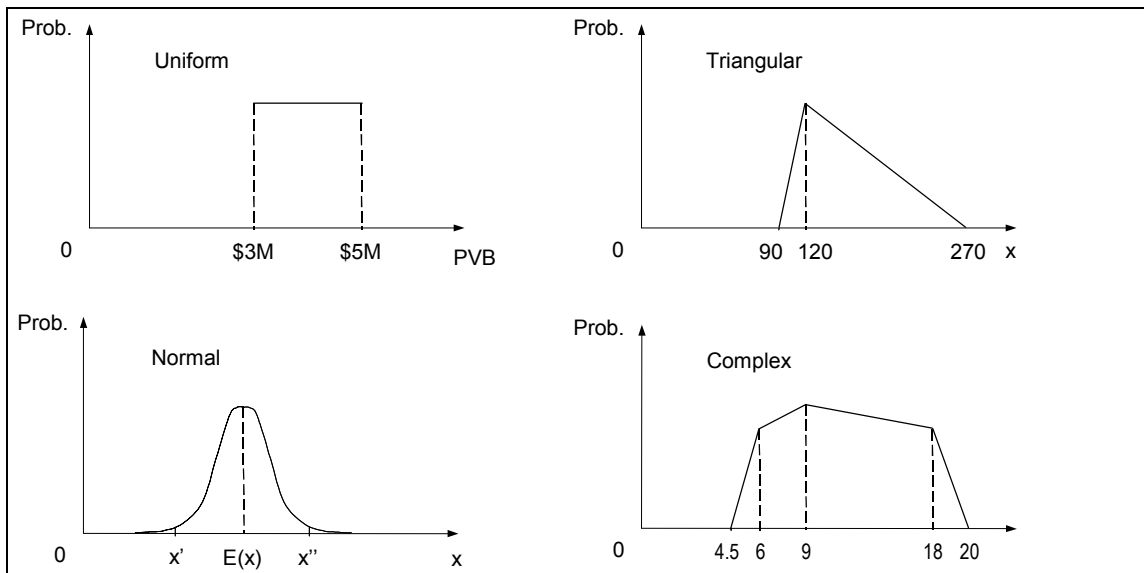 Prob.
Uniform
0
$3M
$5M
PVB
Prob.
Triangular
0
90
120
270
x
Prob.
Normal
0
x'
E(x)
x''
x
Prob.
Complex
0
4.5
6
9
18
20